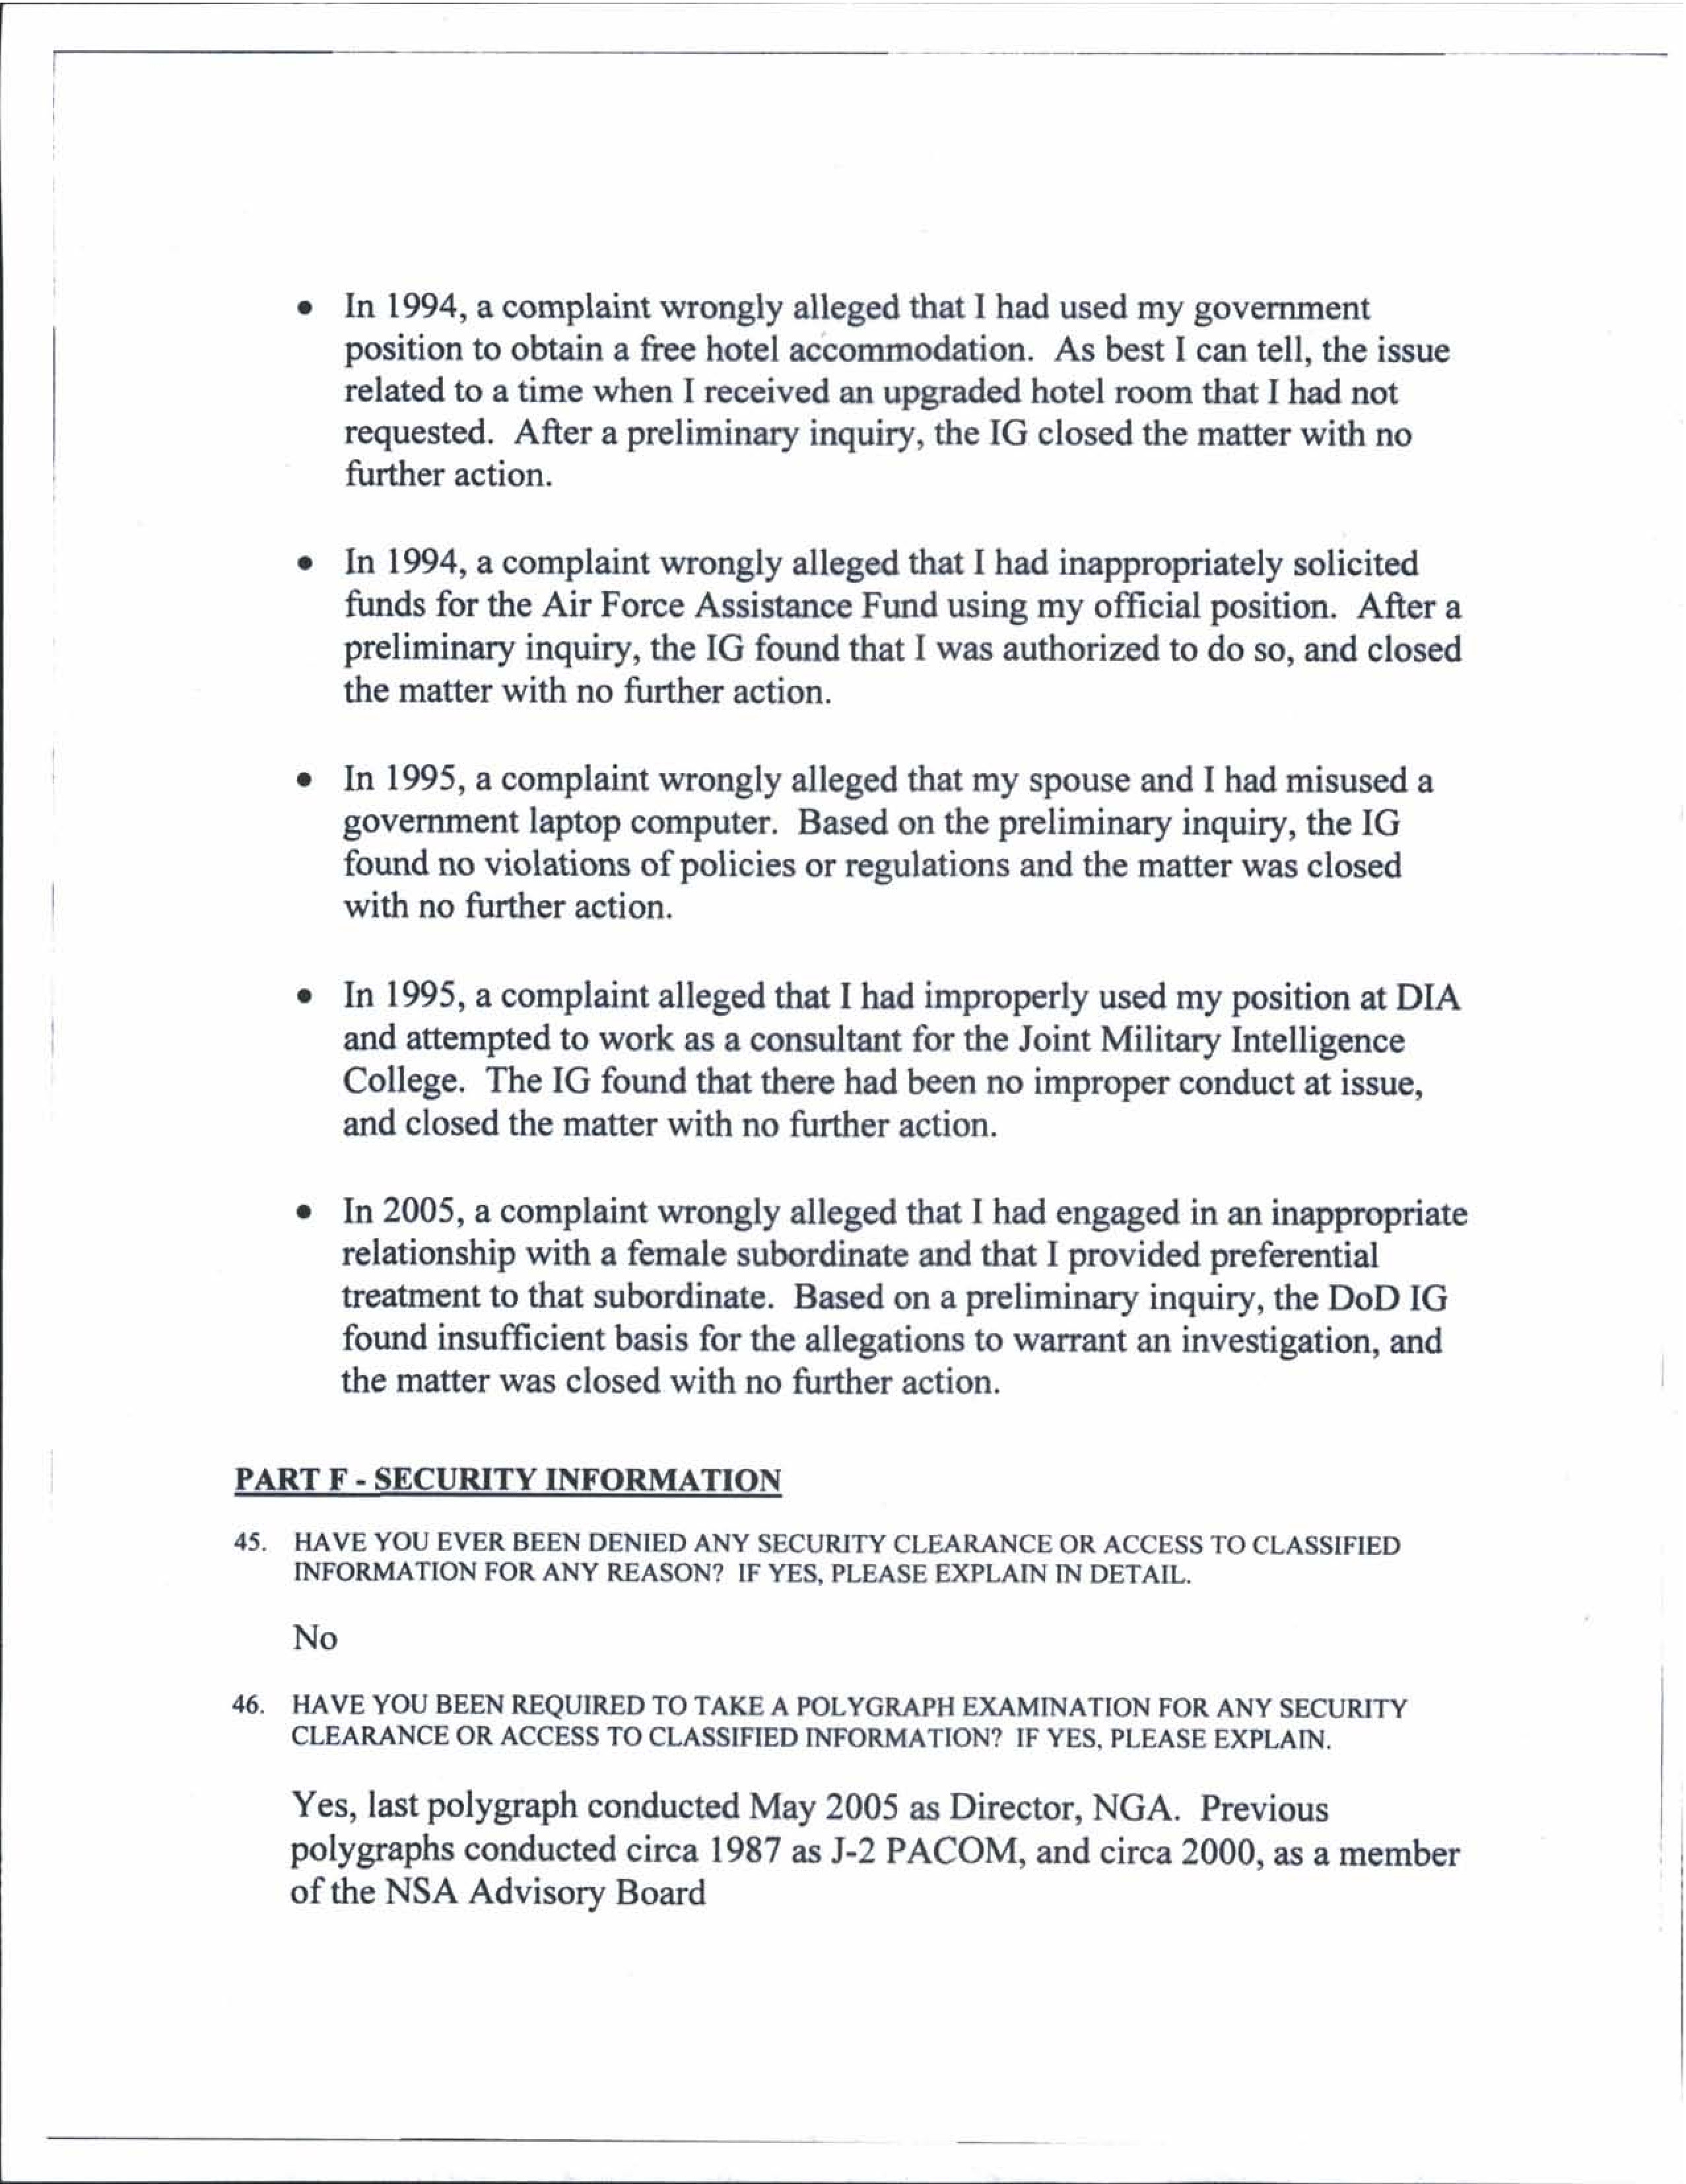 • In 1994, a complaint wrongly alleged that I had used my government
position to obtain a free hotel accommodation. As best I can tell, the issue
related to a time when I received an upgraded hotel room that I had not
requested. After a preliminary inquiry, the IG closed the matter with no
further action.
• In 1994, a complaint wrongly alleged that I had inappropriately solicited
funds for the Air Force Assistance Fund using my official position. After a
preliminary inquiry, the IG found that I was authorized to do so, and closed
the matter with no further action.
• In 1995, a complaint wrongly alleged that my spouse and I had misused a
government laptop computer. Based on the preliminary inquiry, the IG
found no violations of policies or regulations and the matter was closed
with no further action.
• In 1995, a complaint alleged that I had improperly used my position at DIA
and attempted to work as a consultant for the Joint Military Intelligence
College. The IG found that there had been no improper conduct at issue,
and closed the matter with no further action.
• In 2005, a complaint wrongly alleged that I had engaged in an inappropriate
relationship with a female subordinate and that I provided preferential
treatment to that subordinate. Based on a preliminary inquiry, the DoD IG
found insufficient basis for the allegations to warrant an investigation, and
the matter was closed with no further action.
PART F - SECURITY INFORMATION
45. HAVE YOU EVER BEEN DENIED ANY SECURITY CLEARANCE OR ACCESS TO CLASSIFIED
INFORMATION FOR ANY REASON? IF YES, PLEASE EXPLAIN IN DETAIL.
No
46. HAVE YOU BEEN REQUIRED TO TAKE A POLYGRAPH EXAMINATION FOR ANY SECURITY
CLEARANCE OR ACCESS TO CLASSIFIED INFORMATION? IF YES, PLEASE EXPLAIN.
Yes, last polygraph conducted May 2005 as Director, NGA. Previous
polygraphs conducted circa 1987 as J-2 PACOM, and circa 2000, as a member
of the NSA Advisory Board